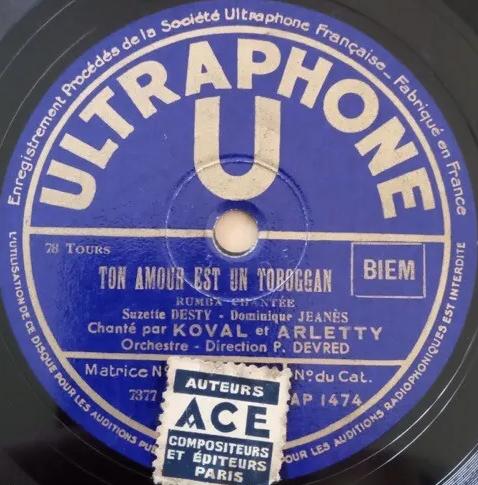 Enregistrement Procédés de la Société Ultraphone Française - Fabriqué en France
ULTRAPHONE
U
78 TOURS
BIEM
TON AMOUR EST UN TOBOGGAN
RUMBA CHANTÉE
Suzette DESTY - Dominique JEANÈS
Chanté par KOVAL et ARLETTY
Orchestre - Direction P. DEVRED
Matrice No No du Cat.
7377 AP 1474
AUTEURS
ACE
COMPOSITEURS
ET ÉDITEURS
PARIS
L'UTILISATION DE CE DISQUE POUR LES AUDITIONS POUR LES AUDITIONS RADIOPHONIQUES EST INTERDITE